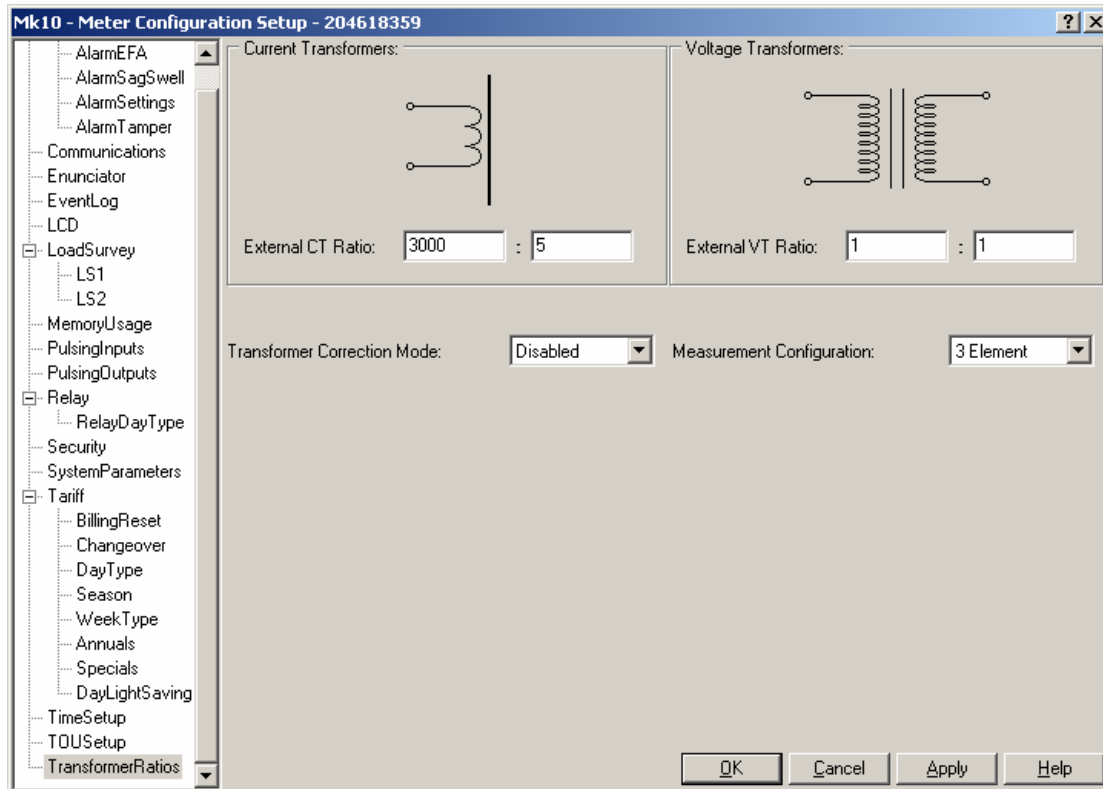 Mk10 - Meter Configuration Setup - 204618359
AlarmEFA
AlarmSagSwell
AlarmSettings
AlarmTamper
Communications
Enunciator
EventLog
LCD
LoadSurvey
LS1
LS2
MemoryUsage
PulsingInputs
PulsingOutputs
Relay
RelayDayType
Security
SystemParameters
Tariff
BillingReset
Changeover
DayType
Season
WeekType
Annuals
Specials
DayLightSaving
TimeSetup
TOUSetup
TransformerRatios
Current Transformers:
External CT Ratio: 3000 : 5
Voltage Transformers:
External VT Ratio: 1 : 1
Transformer Correction Mode: Disabled
Measurement Configuration: 3 Element
OK Cancel Apply Help